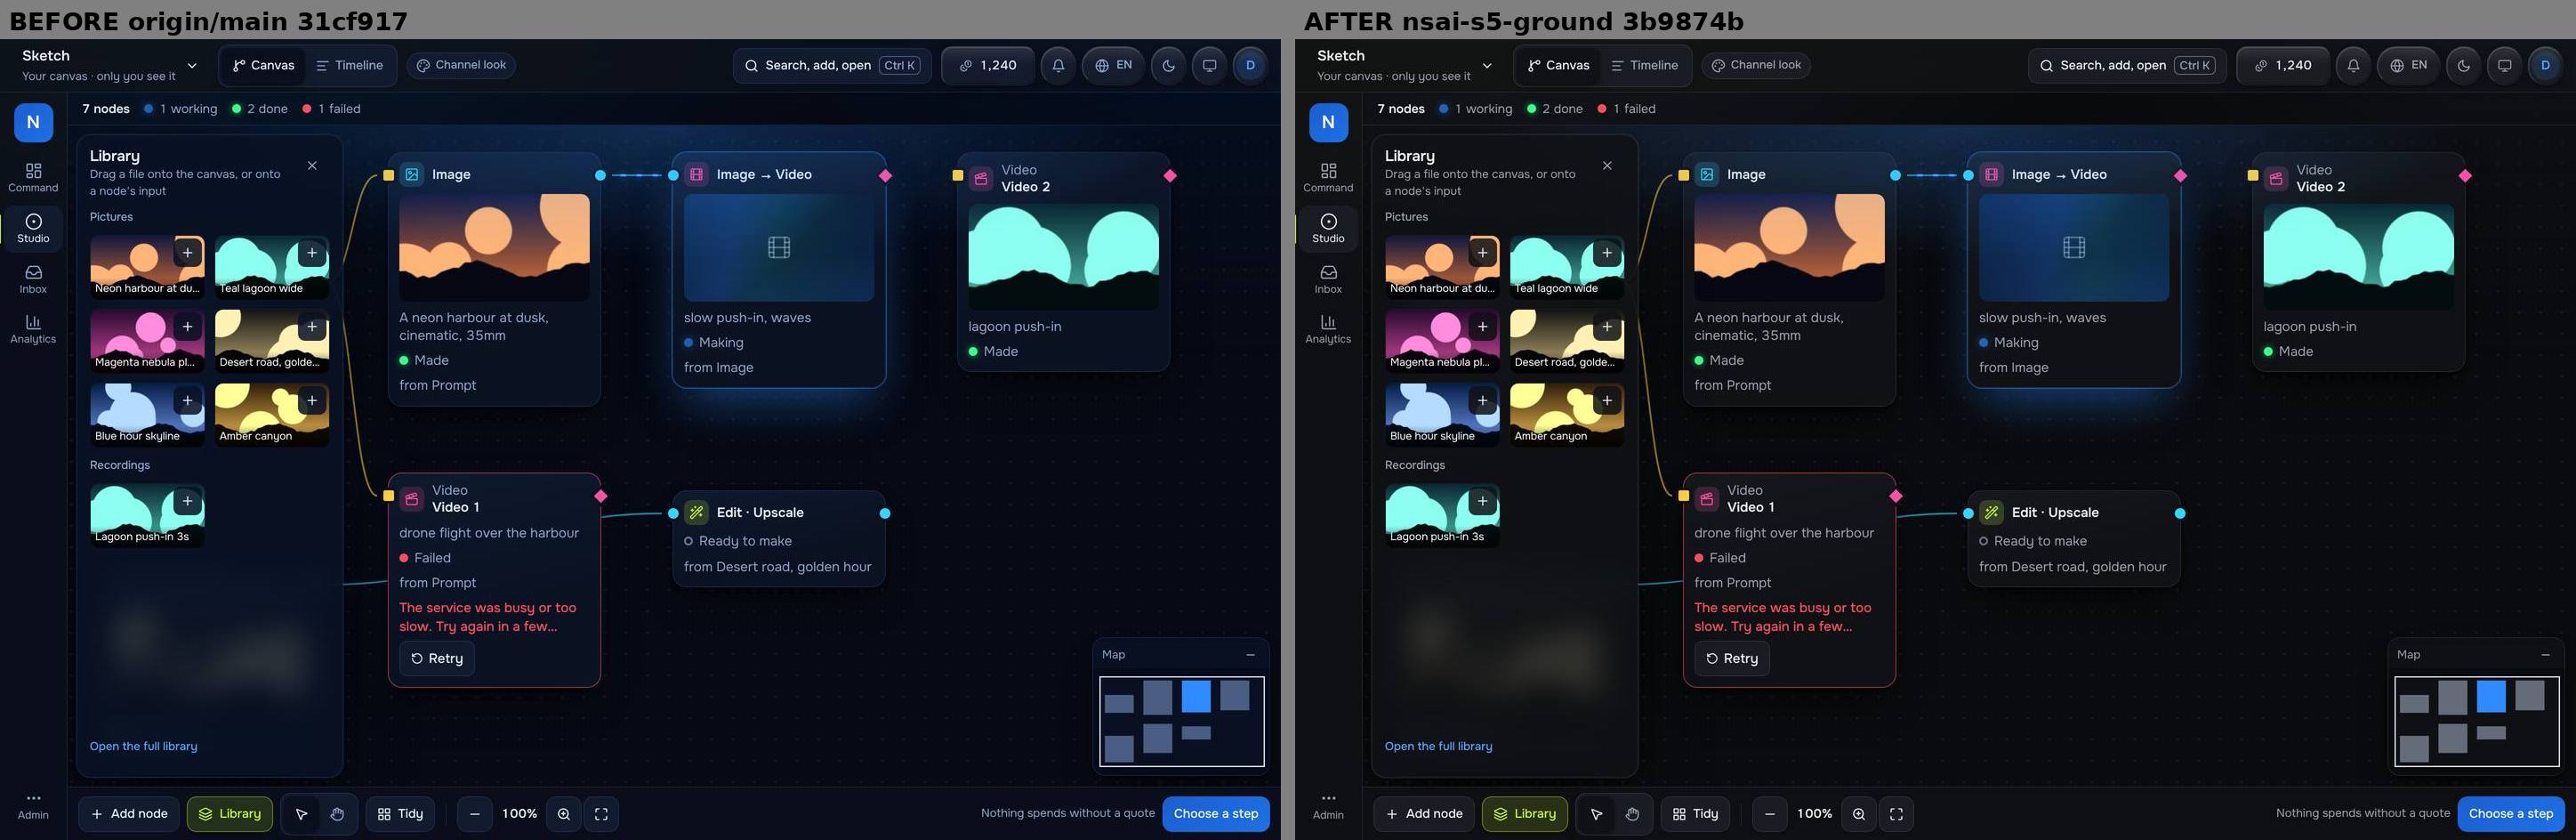 BEFORE origin/main 31cf917
Sketch
Your canvas · only you see it
Canvas
Timeline
Channel look
Search, add, open
Ctrl K
1,240
EN
D
7 nodes
1 working
2 done
1 failed
N
Command
Studio
Inbox
Analytics
Admin
Library
Drag a file onto the canvas, or onto
a node's input
Pictures
Neon harbour at du...
Teal lagoon wide
Magenta nebula pl...
Desert road, golde...
Blue hour skyline
Amber canyon
Recordings
Lagoon push-in 3s
Open the full library
Image
A neon harbour at dusk,
cinematic, 35mm
Made
from Prompt
Image → Video
slow push-in, waves
Making
from Image
Video
Video 2
lagoon push-in
Made
Video
Video 1
drone flight over the harbour
Failed
from Prompt
The service was busy or too
slow. Try again in a few...
Retry
Edit · Upscale
Ready to make
from Desert road, golden hour
Map
Add node
Library
Tidy
100%
Nothing spends without a quote
Choose a step
AFTER nsai-s5-ground 3b9874b
Sketch
Your canvas · only you see it
Canvas
Timeline
Channel look
Search, add, open
Ctrl K
1,240
EN
D
7 nodes
1 working
2 done
1 failed
N
Command
Studio
Inbox
Analytics
Admin
Library
Drag a file onto the canvas, or onto
a node's input
Pictures
Neon harbour at du...
Teal lagoon wide
Magenta nebula pl...
Desert road, golde...
Blue hour skyline
Amber canyon
Recordings
Lagoon push-in 3s
Open the full library
Image
A neon harbour at dusk,
cinematic, 35mm
Made
from Prompt
Image → Video
slow push-in, waves
Making
from Image
Video
Video 2
lagoon push-in
Made
Video
Video 1
drone flight over the harbour
Failed
from Prompt
The service was busy or too
slow. Try again in a few...
Retry
Edit · Upscale
Ready to make
from Desert road, golden hour
Map
Add node
Library
Tidy
100%
Nothing spends without a quote
Choose a step